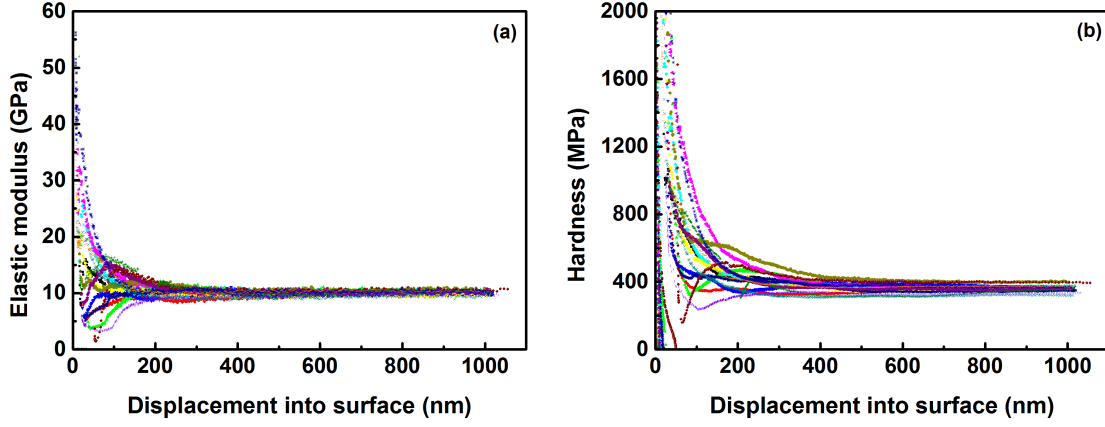 (a)
60
50
40
30
20
10
0
Elastic modulus (GPa)
0 200 400 600 800 1000
Displacement into surface (nm)
(b)
2000
1600
1200
800
400
0
Hardness (MPa)
0 200 400 600 800 1000
Displacement into surface (nm)